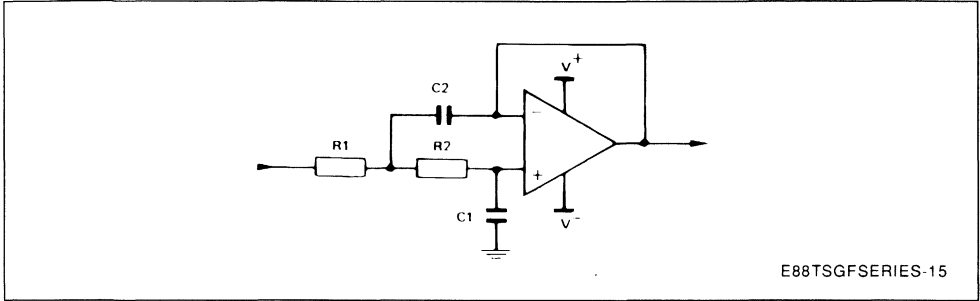 V+
C2
−
R1
R2
+
C1
V-
E88TSGFSERIES-15